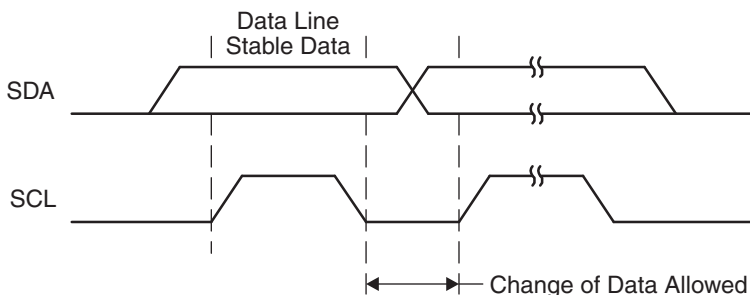 Data Line
Stable Data
SDA
SCL
Change of Data Allowed